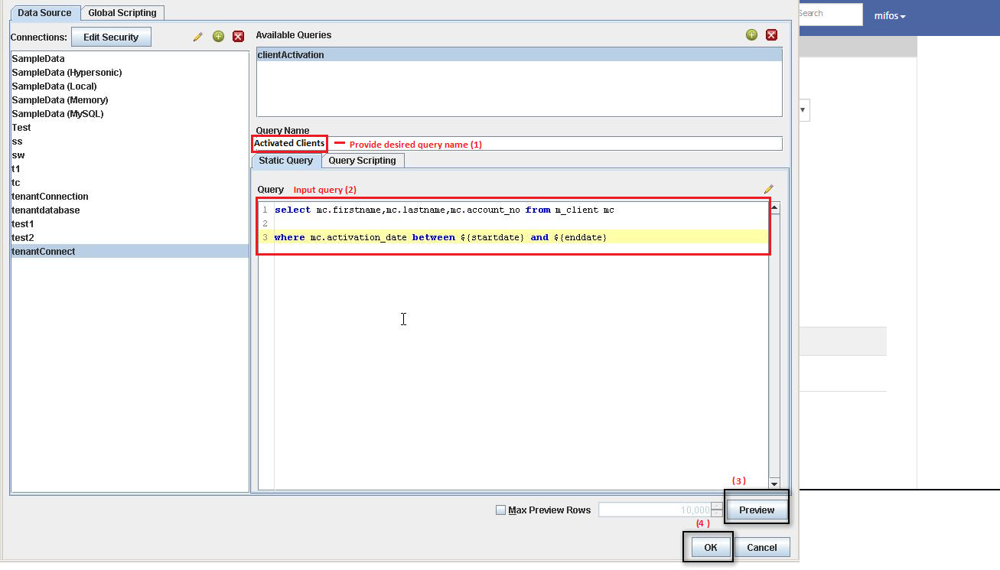 Data Source Global Scripting
Search
mifos
Connections: Edit Security
Available Queries
SampleData
SampleData (Hypersonic)
SampleData (Local)
SampleData (Memory)
SampleData (MySQL)
Test
ss
sw
t1
tc
tenantConnection
tenantdatabase
test1
test2
tenantConnect
clientActivation
Query Name
Activated Clients Provide desired query name (1)
Static Query Query Scripting
Query Input query (2)
1 select mc.firstname,mc.lastname,mc.account_no from m_client mc
2
3 where mc.activation_date between ${startdate} and ${enddate}
(3)
Max Preview Rows 10,000 Preview
(4)
OK Cancel